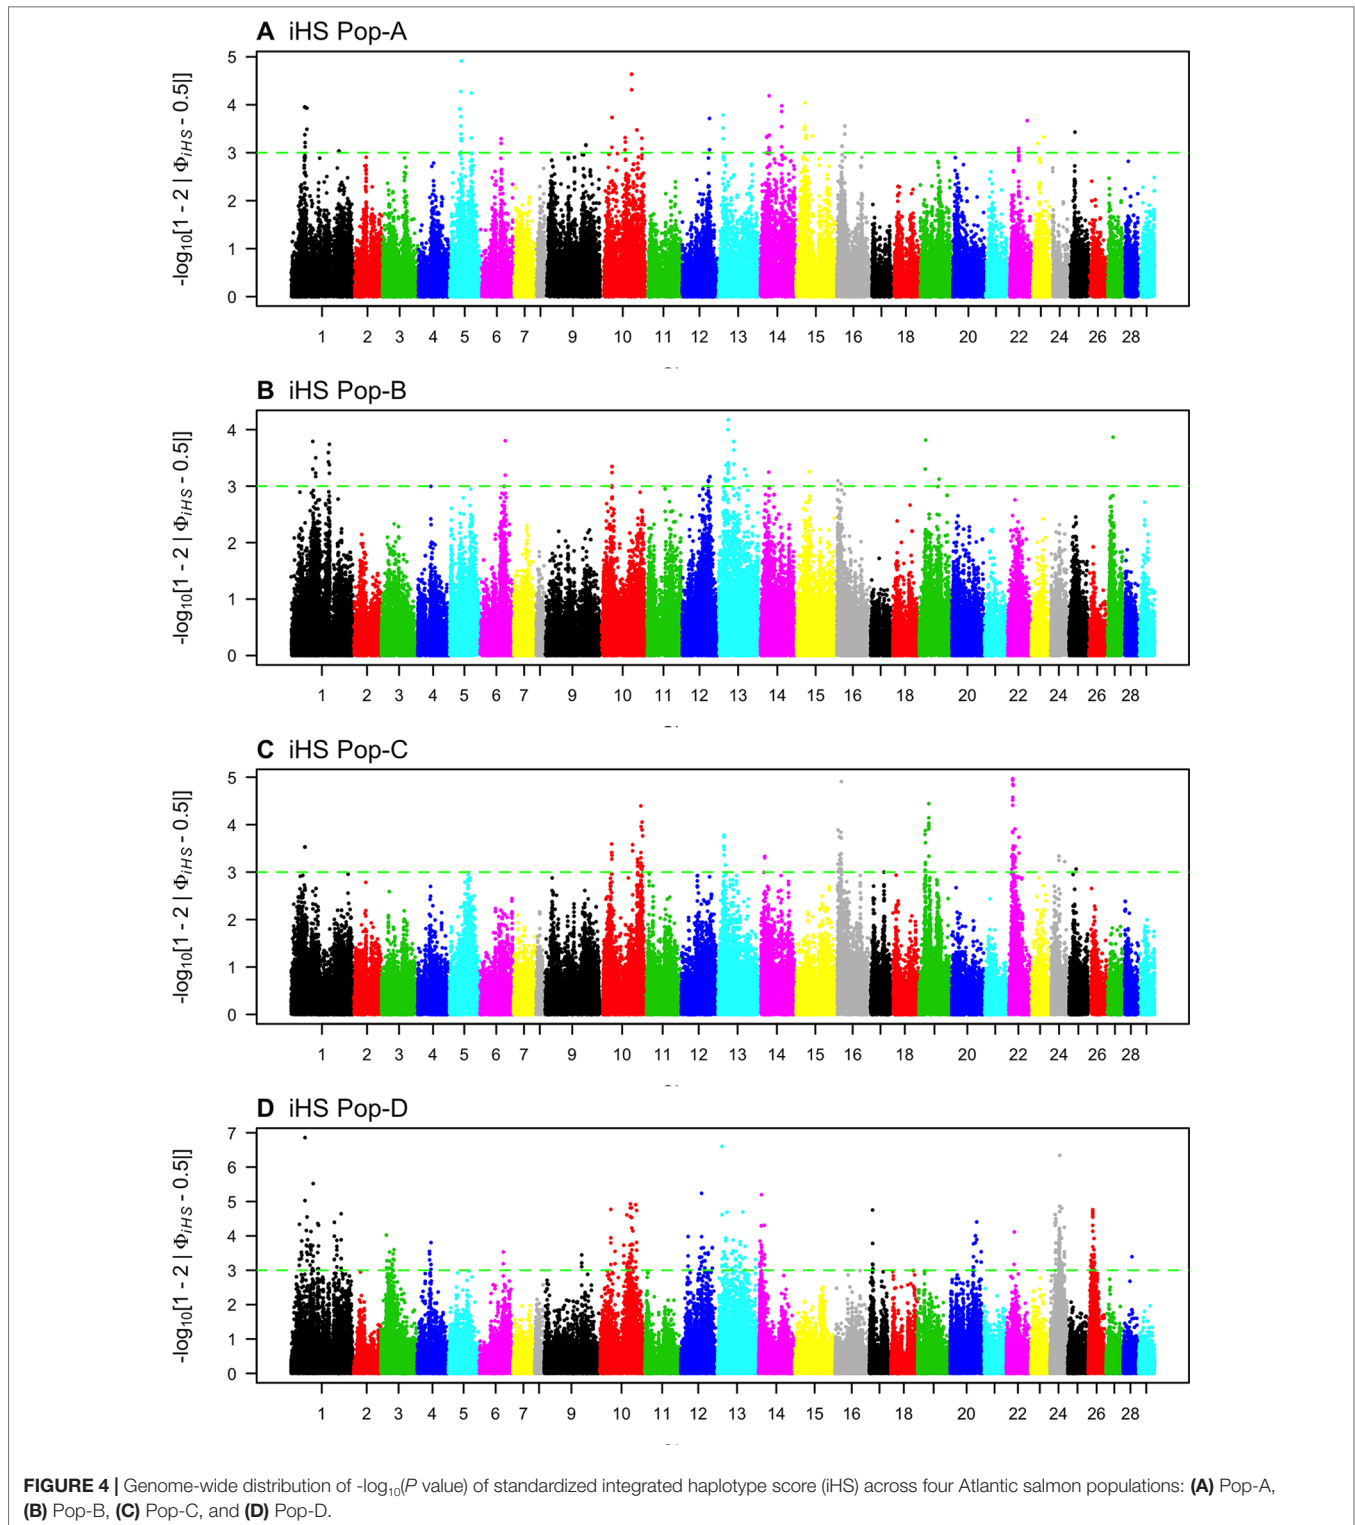 A iHS Pop-A
-log10[1 - 2 | ΦiHS - 0.5|]
5
4
3
2
1
0
1 2 3 4 5 6 7 9 10 11 12 13 14 15 16 18 20 22 24 26 28
B iHS Pop-B
-log10[1 - 2 | ΦiHS - 0.5|]
4
3
2
1
0
1 2 3 4 5 6 7 9 10 11 12 13 14 15 16 18 20 22 24 26 28
C iHS Pop-C
-log10[1 - 2 | ΦiHS - 0.5|]
5
4
3
2
1
0
1 2 3 4 5 6 7 9 10 11 12 13 14 15 16 18 20 22 24 26 28
D iHS Pop-D
-log10[1 - 2 | ΦiHS - 0.5|]
7
6
5
4
3
2
1
0
1 2 3 4 5 6 7 9 10 11 12 13 14 15 16 18 20 22 24 26 28
FIGURE 4 | Genome-wide distribution of -log10(P value) of standardized integrated haplotype score (iHS) across four Atlantic salmon populations: (A) Pop-A,
(B) Pop-B, (C) Pop-C, and (D) Pop-D.